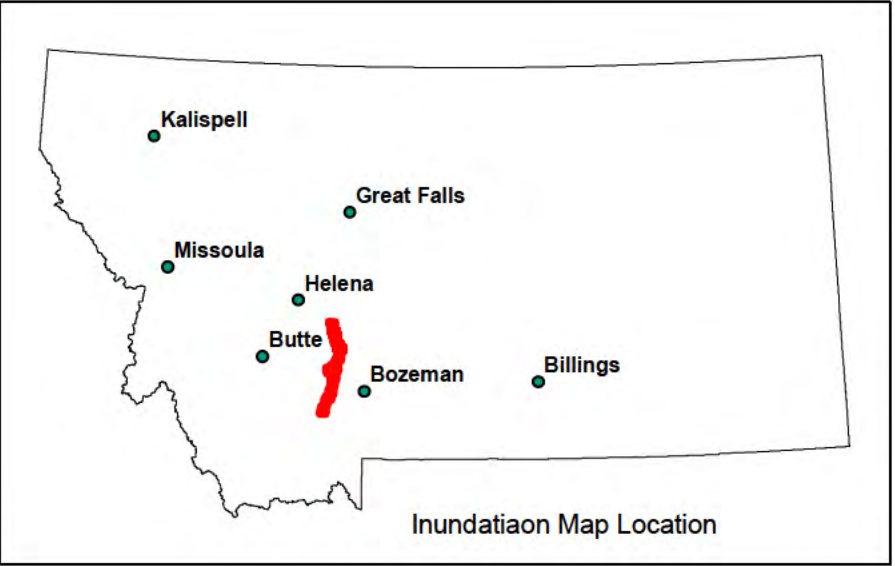 Kalispell
Great Falls
Missoula
Helena
Butte
Billings
Bozeman
Inundatiaon Map Location